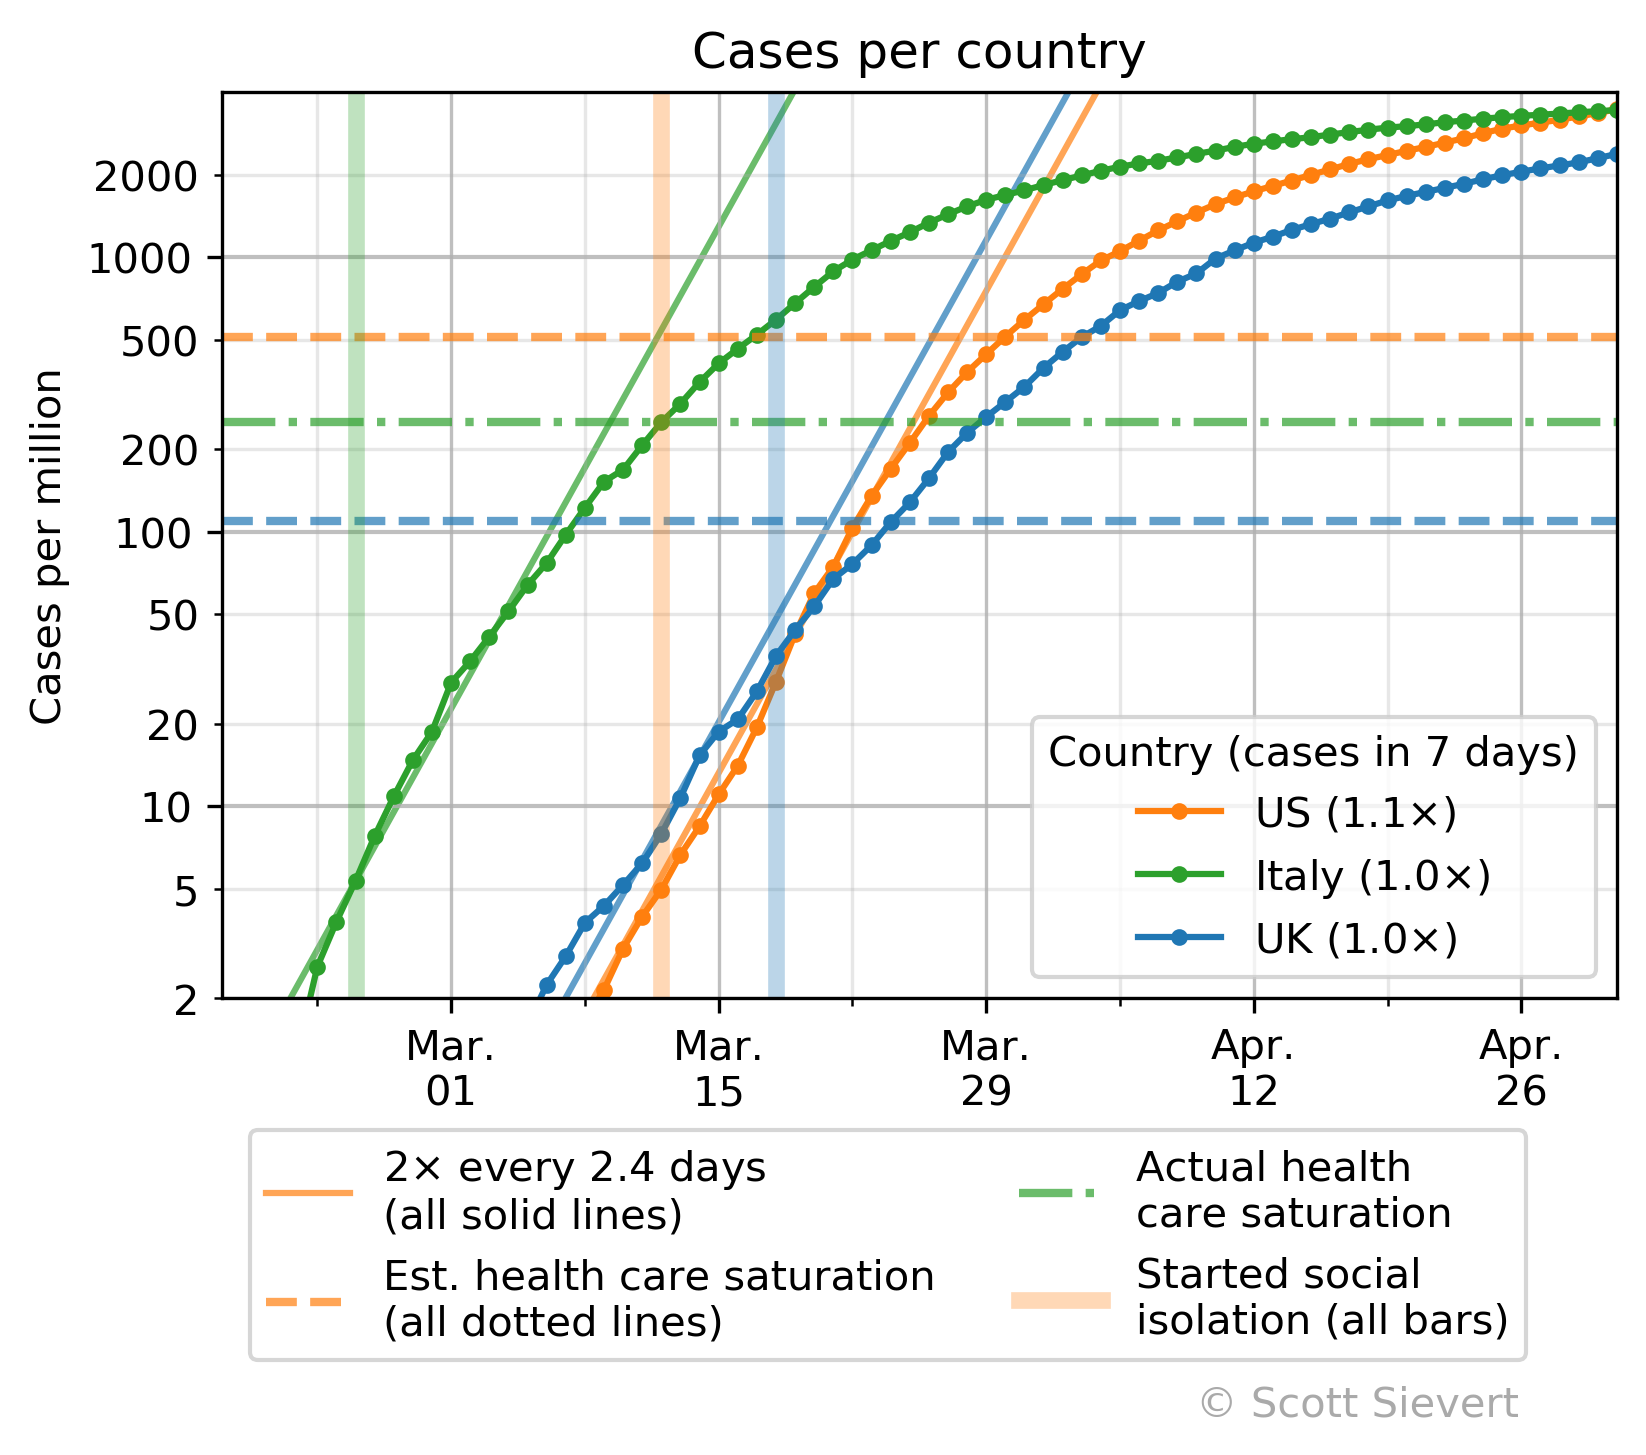 Cases per country
Cases per million
2000
1000
500
200
100
50
20
10
5
2
Mar.
01
Mar.
15
Mar.
29
Apr.
12
Apr.
26
Country (cases in 7 days)
US (1.1×)
Italy (1.0×)
UK (1.0×)
2× every 2.4 days
(all solid lines)
Est. health care saturation
(all dotted lines)
Actual health
care saturation
Started social
isolation (all bars)
© Scott Sievert